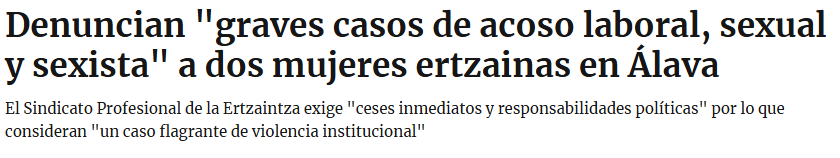 Denuncian "graves casos de acoso laboral, sexual
y sexista" a dos mujeres ertzainas en Álava
El Sindicato Profesional de la Ertzaintza exige "ceses inmediatos y responsabilidades políticas" por lo que
consideran "un caso flagrante de violencia institucional"